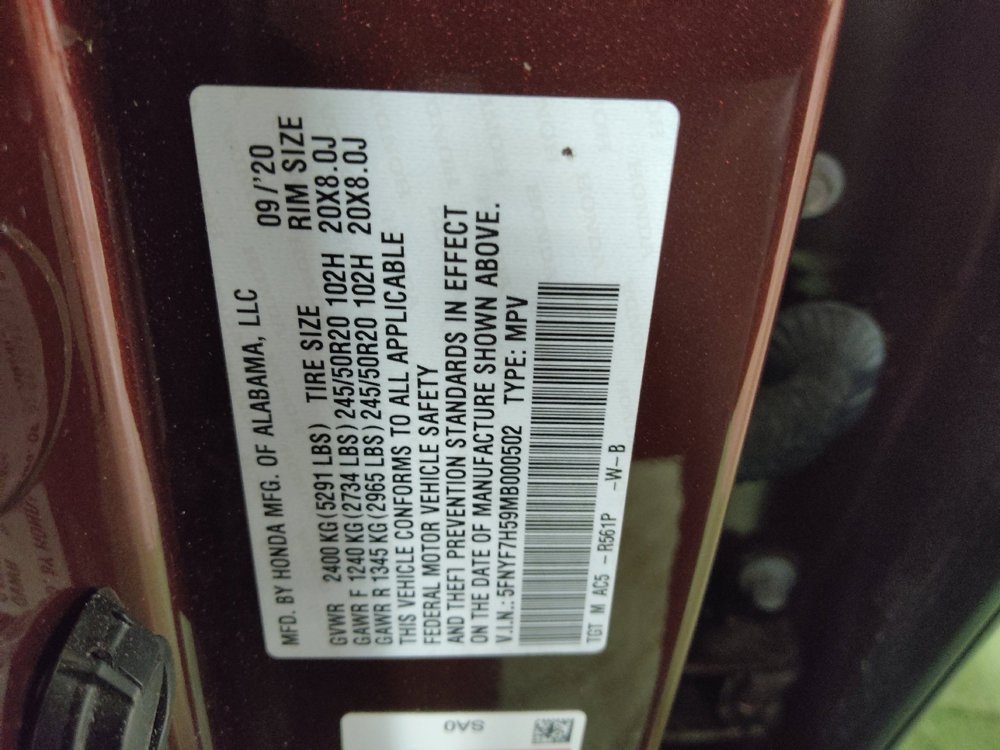 MFD. BY HONDA MFG. OF ALABAMA, LLC 09/'20
GVWR 2400 KG (5291 LBS) TIRE SIZE RIM SIZE
GAWR F 1240 KG (2734 LBS) 245/50R20 102H 20X8.0J
GAWR R 1345 KG (2965 LBS) 245/50R20 102H 20X8.0J
THIS VEHICLE CONFORMS TO ALL APPLICABLE
FEDERAL MOTOR VEHICLE SAFETY
AND THEFT PREVENTION STANDARDS IN EFFECT
ON THE DATE OF MANUFACTURE SHOWN ABOVE.
V.I.N.: 5FNYF7H59MB000502 TYPE: MPV
TGT M AC5 -R561P -W-B
SA0